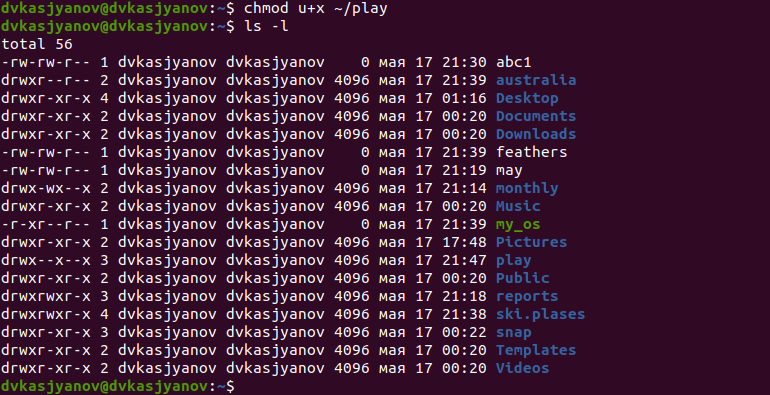 dvkasjyanov@dvkasjyanov:~$ chmod u+x ~/play
dvkasjyanov@dvkasjyanov:~$ ls -l
total 56
-rw-rw-r-- 1 dvkasjyanov dvkasjyanov    0 мая 17 21:30 abc1
drwxr--r-- 2 dvkasjyanov dvkasjyanov 4096 мая 17 21:39 australia
drwxr-xr-x 4 dvkasjyanov dvkasjyanov 4096 мая 17 01:16 Desktop
drwxr-xr-x 2 dvkasjyanov dvkasjyanov 4096 мая 17 00:20 Documents
drwxr-xr-x 2 dvkasjyanov dvkasjyanov 4096 мая 17 00:20 Downloads
-rw-rw-r-- 1 dvkasjyanov dvkasjyanov    0 мая 17 21:39 feathers
-rw-rw-r-- 1 dvkasjyanov dvkasjyanov    0 мая 17 21:19 may
drwx-wx--x 2 dvkasjyanov dvkasjyanov 4096 мая 17 21:14 monthly
drwxr-xr-x 2 dvkasjyanov dvkasjyanov 4096 мая 17 00:20 Music
-r-xr--r-- 1 dvkasjyanov dvkasjyanov    0 мая 17 21:39 my_os
drwxr-xr-x 2 dvkasjyanov dvkasjyanov 4096 мая 17 17:48 Pictures
drwx--x--x 3 dvkasjyanov dvkasjyanov 4096 мая 17 21:47 play
drwxr-xr-x 2 dvkasjyanov dvkasjyanov 4096 мая 17 00:20 Public
drwxrwxr-x 3 dvkasjyanov dvkasjyanov 4096 мая 17 21:18 reports
drwxrwxr-x 4 dvkasjyanov dvkasjyanov 4096 мая 17 21:38 ski.plases
drwxr-xr-x 3 dvkasjyanov dvkasjyanov 4096 мая 17 00:22 snap
drwxr-xr-x 2 dvkasjyanov dvkasjyanov 4096 мая 17 00:20 Templates
drwxr-xr-x 2 dvkasjyanov dvkasjyanov 4096 мая 17 00:20 Videos
dvkasjyanov@dvkasjyanov:~$